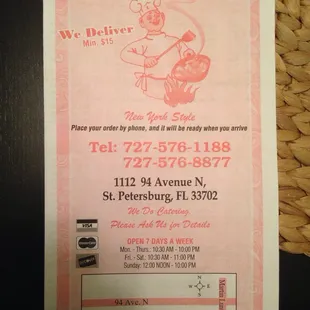 We Deliver
Min. $15
New York Style
Place your order by phone, and it will be ready when you arrive
Tel: 727-576-1188
727-576-8877
1112 94 Avenue N,
St. Petersburg, FL 33702
We Do Catering
Please Ask Us for Details
VISA
OPEN 7 DAYS A WEEK
Mon. - Thurs.: 10:30 AM - 10:00 PM
Fri. - Sat.: 10:30 AM - 11:00 PM
Sunday: 12:00 NOON - 10:00 PM
94 Ave. N